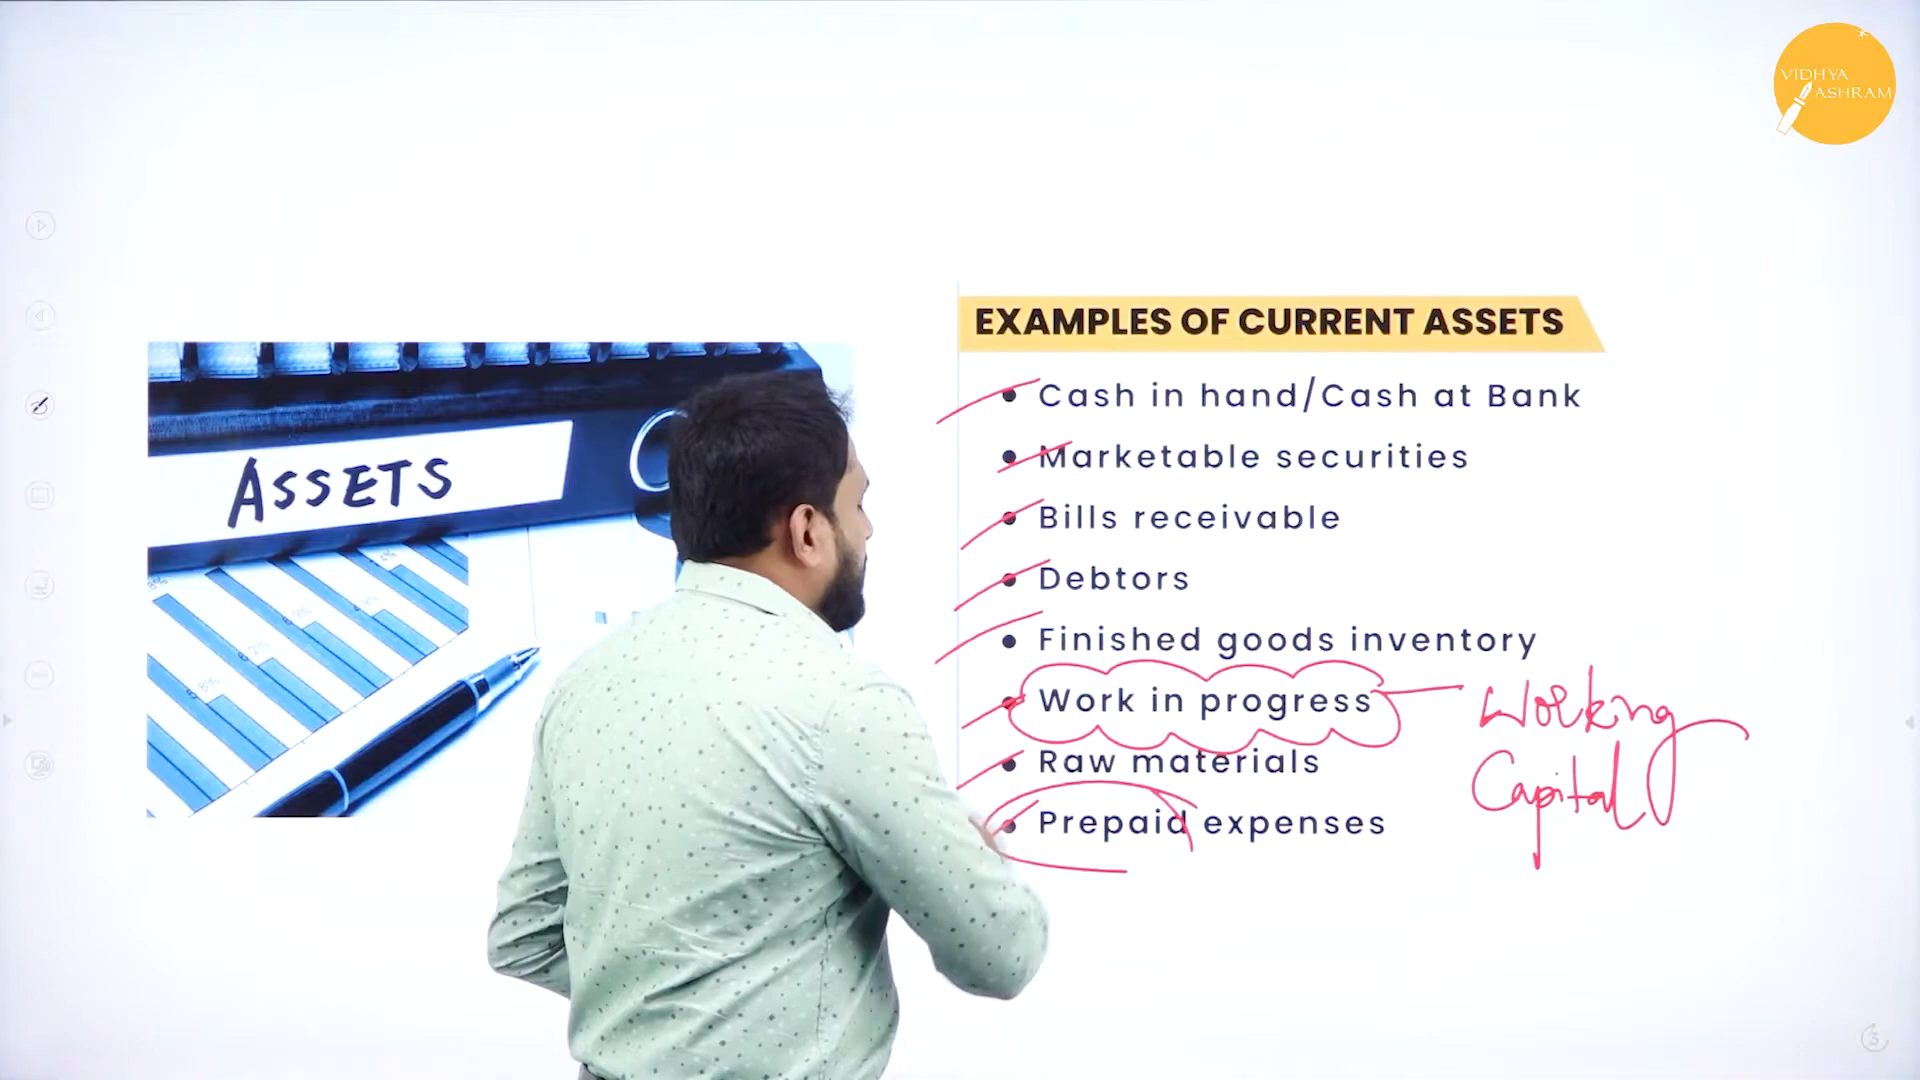 VIDHYA
ASHRAM
EXAMPLES OF CURRENT ASSETS
• Cash in hand/Cash at Bank
• Marketable securities
• Bills receivable
• Debtors
• Finished goods inventory
• Work in progress
Working
Capital
• Raw materials
• Prepaid expenses
ASSETS